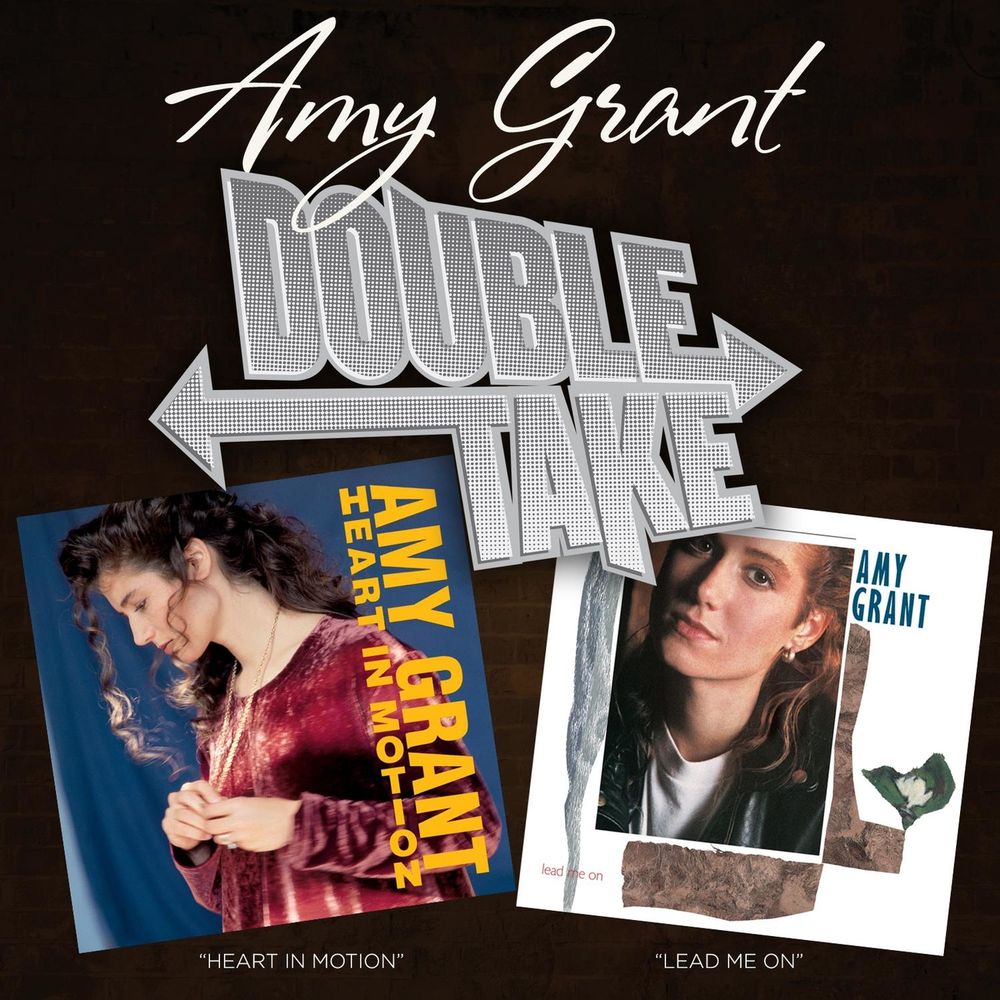 Amy Grant
DOUBLE
TAKE
AMY GRANT
HEART IN MOTION
AMY
GRANT
lead me on
"HEART IN MOTION"
"LEAD ME ON"